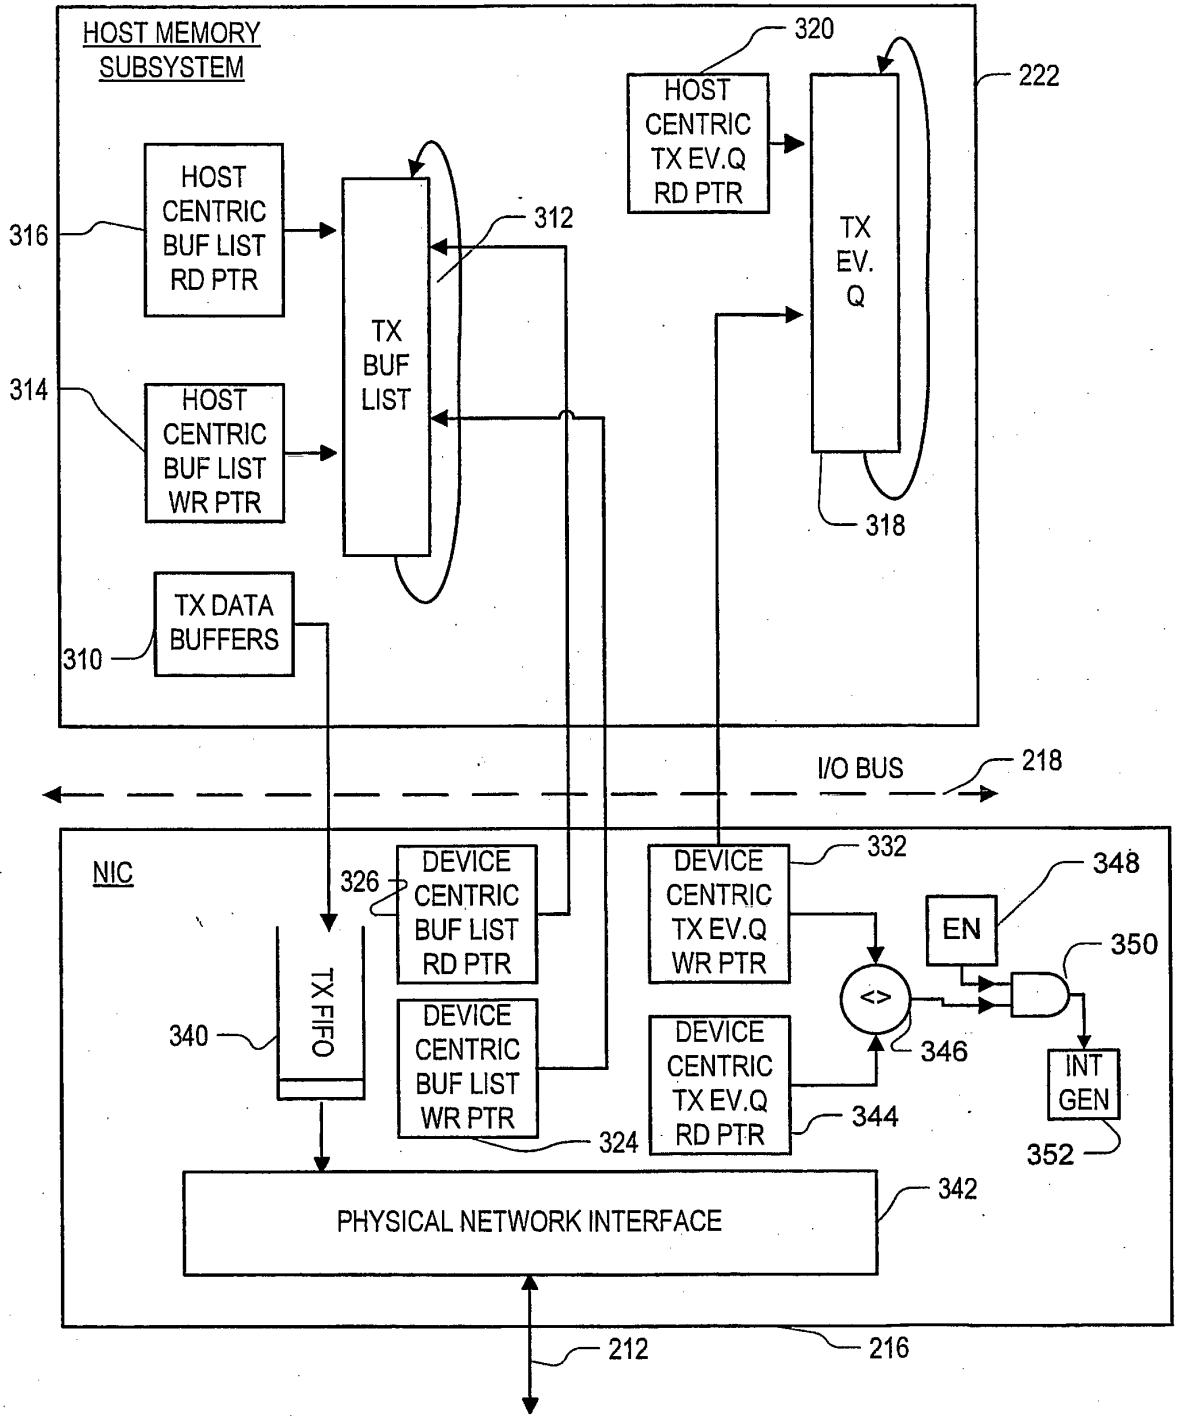 HOST MEMORY
SUBSYSTEM
320
222
HOST
CENTRIC
TX EV.Q
RD PTR
HOST
CENTRIC
BUF LIST
RD PTR
316
312
TX
EV.
Q
TX
BUF
LIST
314
HOST
CENTRIC
BUF LIST
WR PTR
318
TX DATA
BUFFERS
310
I/O BUS
218
NIC
326
DEVICE
CENTRIC
BUF LIST
RD PTR
332
DEVICE
CENTRIC
TX EV.Q
WR PTR
348
EN
350
<>
346
TX FIFO
340
DEVICE
CENTRIC
BUF LIST
WR PTR
324
DEVICE
CENTRIC
TX EV.Q
RD PTR
344
INT
GEN
352
342
PHYSICAL NETWORK INTERFACE
212
216